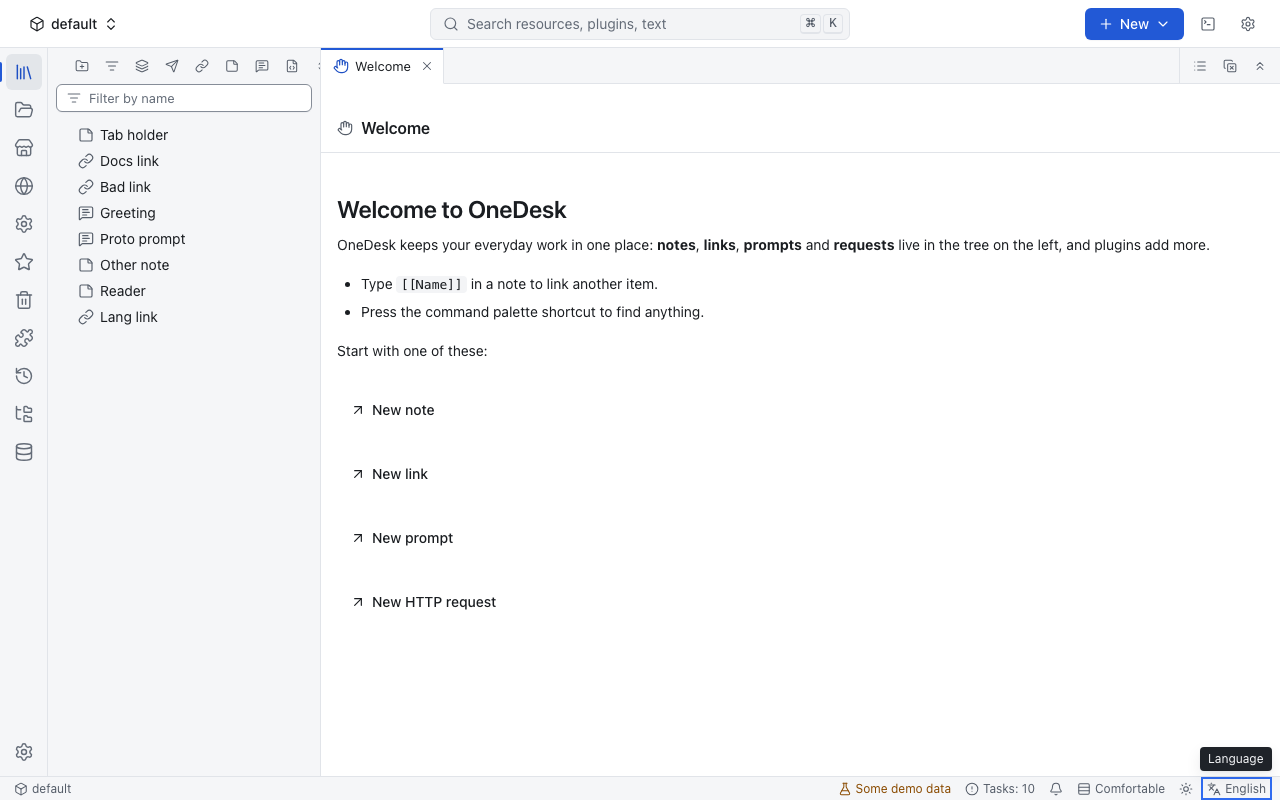 default
Search resources, plugins, text
⌘ K
New
Filter by name
Tab holder
Docs link
Bad link
Greeting
Proto prompt
Other note
Reader
Lang link
Welcome
Welcome
Welcome to OneDesk
OneDesk keeps your everyday work in one place: notes, links, prompts and requests live in the tree on the left, and plugins add more.
Type [[Name]] in a note to link another item.
Press the command palette shortcut to find anything.
Start with one of these:
New note
New link
New prompt
New HTTP request
Language
default
Some demo data
Tasks: 10
Comfortable
English